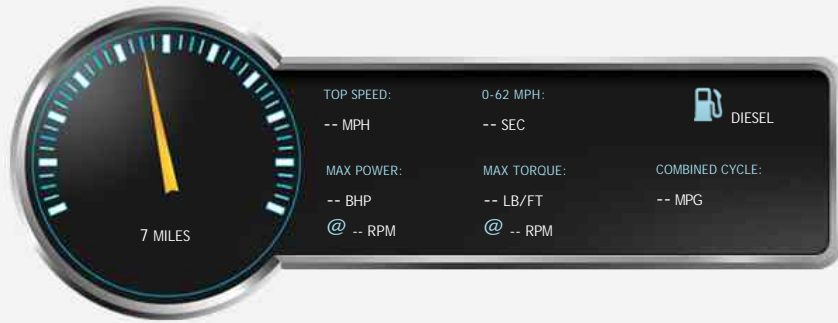 TOP SPEED:
-- MPH
0-62 MPH:
-- SEC
DIESEL
MAX POWER:
-- BHP
@ -- RPM
MAX TORQUE:
-- LB/FT
@ -- RPM
COMBINED CYCLE:
-- MPG
7 MILES